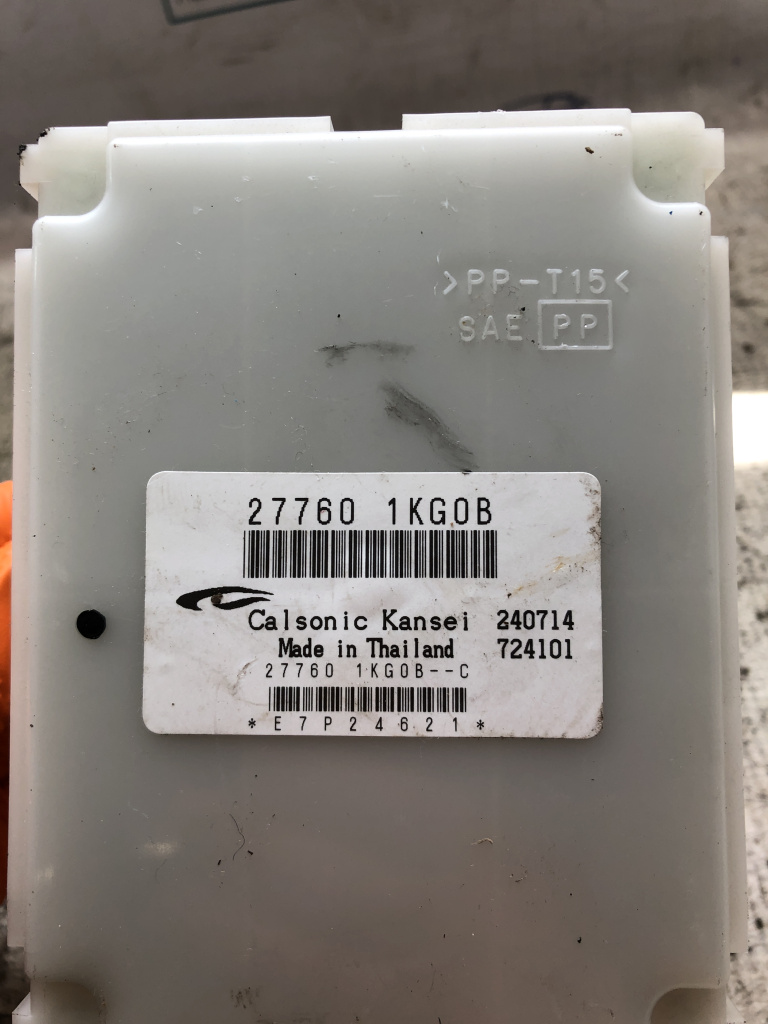 >PP-T15<
SAE PP
27760 1KG0B
Calsonic Kansei 240714
Made in Thailand 724101
27760 1KG0B--C
*E7P24621*